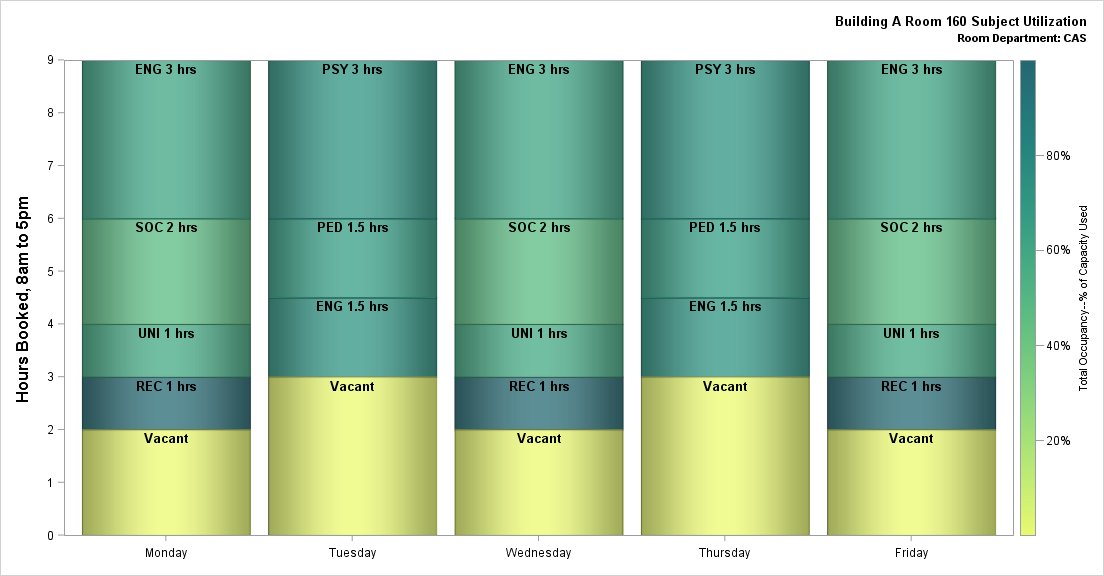 Building A Room 160 Subject Utilization
Room Department: CAS
Hours Booked, 8am to 5pm
9
8
7
6
5
4
3
2
1
0
ENG 3 hrs
SOC 2 hrs
UNI 1 hrs
REC 1 hrs
Vacant
Monday
PSY 3 hrs
PED 1.5 hrs
ENG 1.5 hrs
Vacant
Tuesday
ENG 3 hrs
SOC 2 hrs
UNI 1 hrs
REC 1 hrs
Vacant
Wednesday
PSY 3 hrs
PED 1.5 hrs
ENG 1.5 hrs
Vacant
Thursday
ENG 3 hrs
SOC 2 hrs
UNI 1 hrs
REC 1 hrs
Vacant
Friday
80%
60%
40%
20%
Total Occupancy--% of Capacity Used